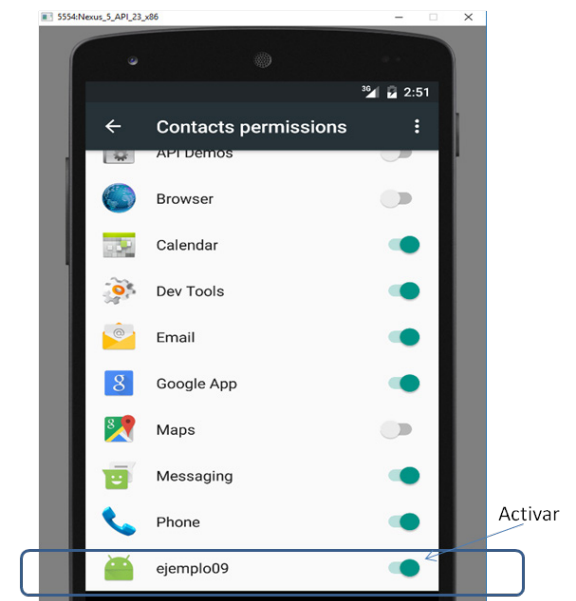 5554:Nexus_5_API_23_x86
3G 2:51
Contacts permissions
API Demos
Browser
Calendar
Dev Tools
Email
Google App
Maps
Messaging
Phone
Activar
ejemplo09